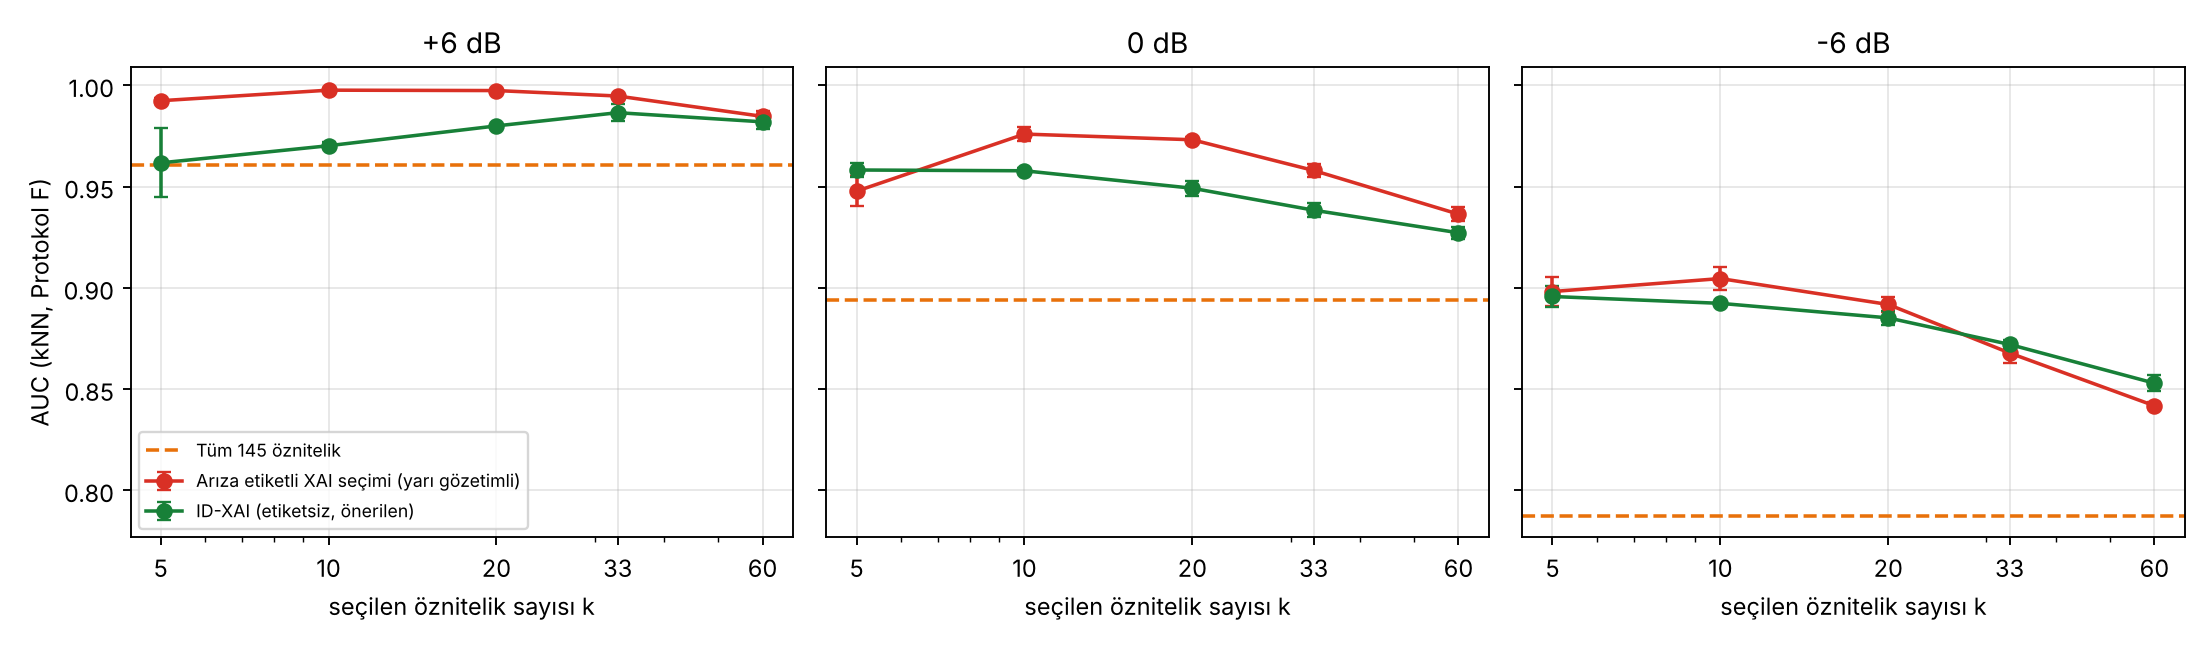 +6 dB
0 dB
-6 dB
AUC (kNN, Protokol F)
1.00
0.95
0.90
0.85
0.80
Tüm 145 öznitelik
Arıza etiketli XAI seçimi (yarı gözetimli)
ID-XAI (etiketsiz, önerilen)
5 10 20 33 60
5 10 20 33 60
5 10 20 33 60
seçilen öznitelik sayısı k
seçilen öznitelik sayısı k
seçilen öznitelik sayısı k